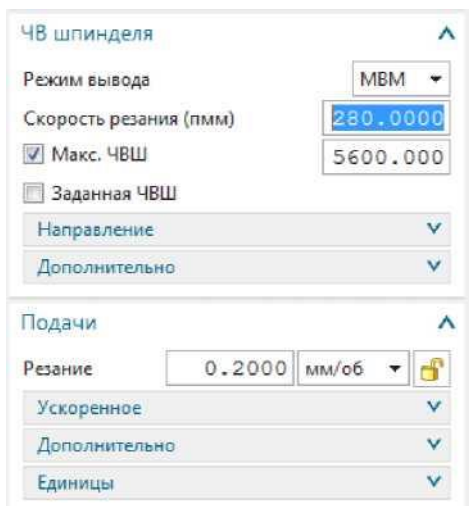 ЧВ шпинделя
Режим вывода МВМ
Скорость резания (пмм) 280.0000
Макс. ЧВШ 5600.000
Заданная ЧВШ
Направление
Дополнительно
Подачи
Резание 0.2000 мм/об
Ускоренное
Дополнительно
Единицы